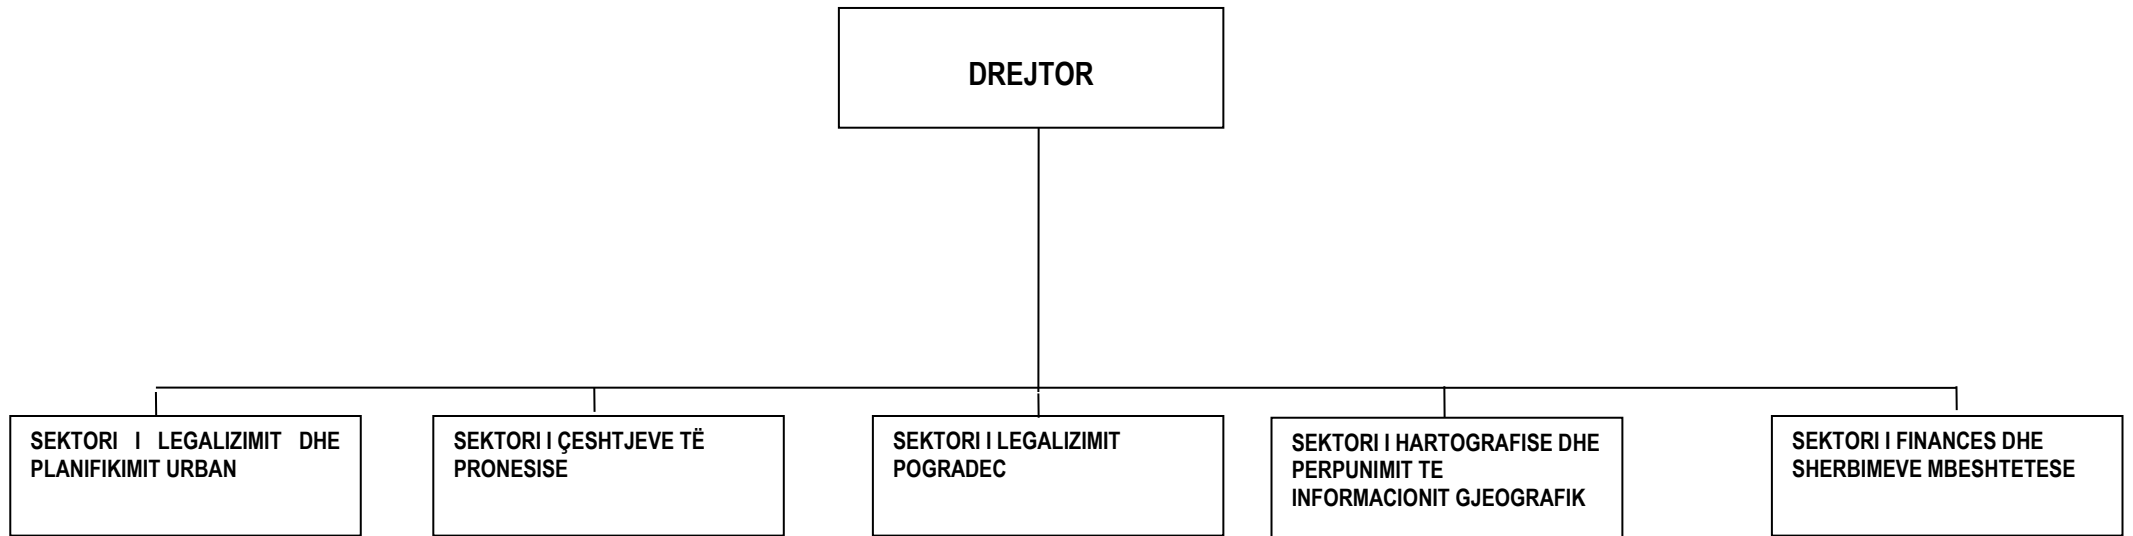 DREJTOR
SEKTORI I LEGALIZIMIT DHE
PLANIFIKIMIT URBAN
SEKTORI I ÇESHTJEVE TË
PRONESISE
SEKTORI I LEGALIZIMIT
POGRADEC
SEKTORI I HARTOGRAFISE DHE
PERPUNIMIT TE
INFORMACIONIT GJEOGRAFIK
SEKTORI I FINANCES DHE
SHERBIMEVE MBESHTETESE